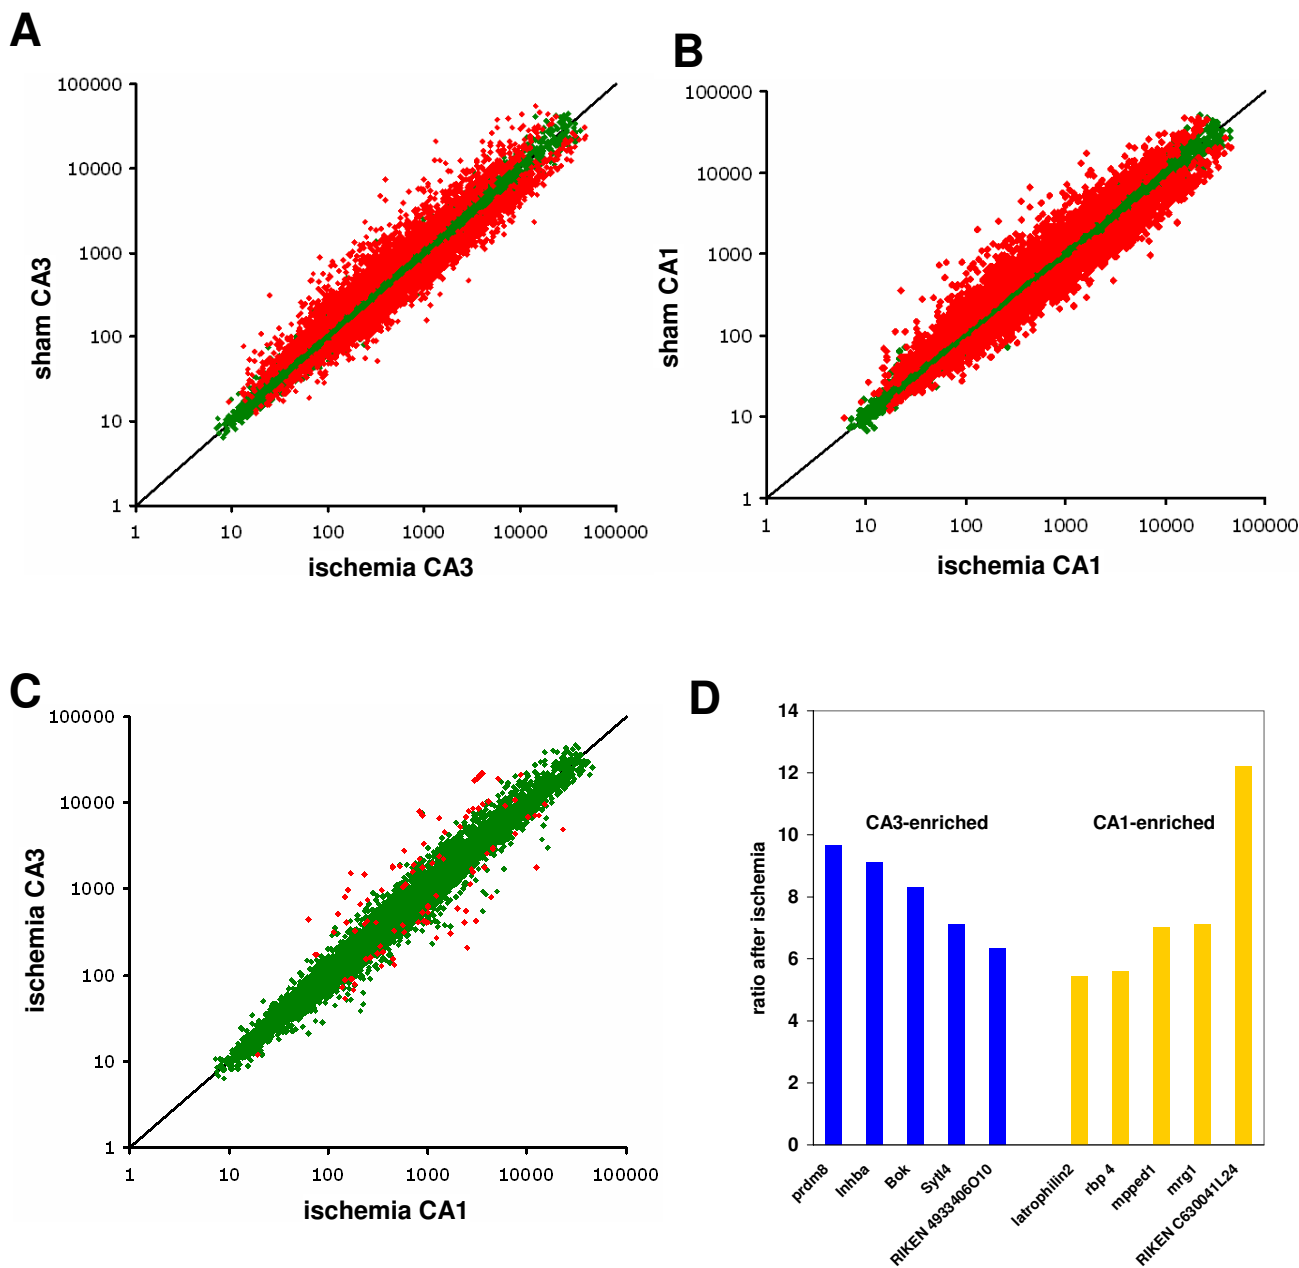 A
100000
10000
1000
100
10
1
sham CA3
1 10 100 1000 10000 100000
ischemia CA3
B
100000
10000
1000
100
10
1
sham CA1
1 10 100 1000 10000 100000
ischemia CA1
C
100000
10000
1000
100
10
1
ischemia CA3
1 10 100 1000 10000 100000
ischemia CA1
D
14
12
10
8
6
4
2
0
ratio after ischemia
CA3-enriched
CA1-enriched
prdm8
Inhba
Bok
Sytl4
RIKEN 4933406O10
latrophilin2
rbp 4
mpped1
mrg1
RIKEN C630041L24